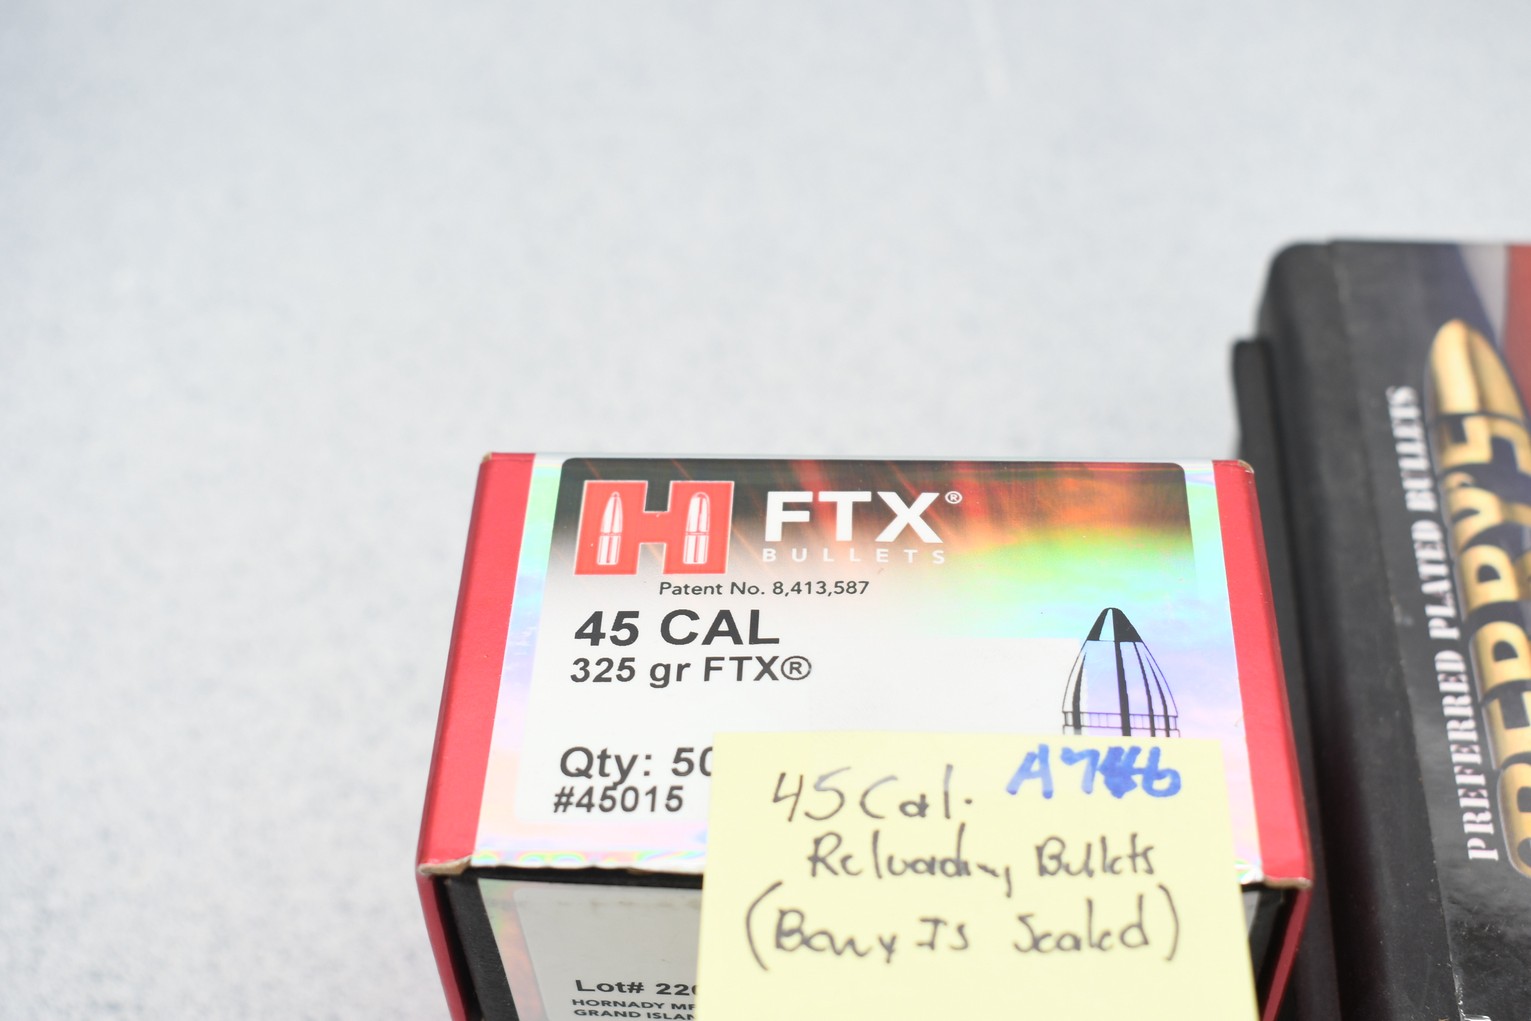 H FTX®
BULLETS
Patent No. 8,413,587
45 CAL
325 gr FTX®
Qty: 50
#45015
Lot# 220
HORNADY MF
GRAND ISLAN
45 Cal.
Reloading Bullets
(Box Is Sealed)
PREFERRED PLATED BULLETS